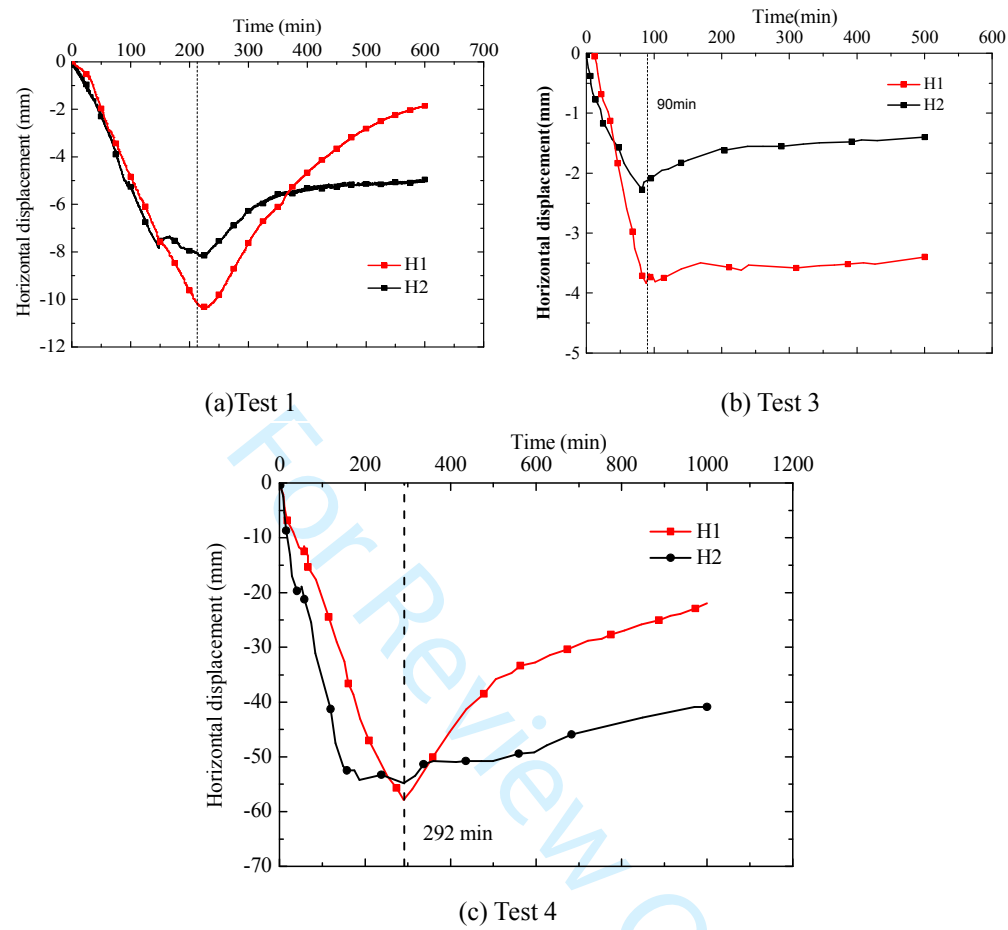 Time (min)
0 100 200 300 400 500 600 700
0
-2
-4
-6
-8
-10
-12
Horizontal displacement (mm)
H1
H2
(a)Test 1
Time(min)
0 100 200 300 400 500 600
0
-1
-2
-3
-4
-5
Horizontal displacement(mm)
90min
H1
H2
(b) Test 3
Time (min)
0 200 400 600 800 1000 1200
0
-10
-20
-30
-40
-50
-60
-70
Horizontal displacement (mm)
H1
H2
292 min
(c) Test 4
For Review O